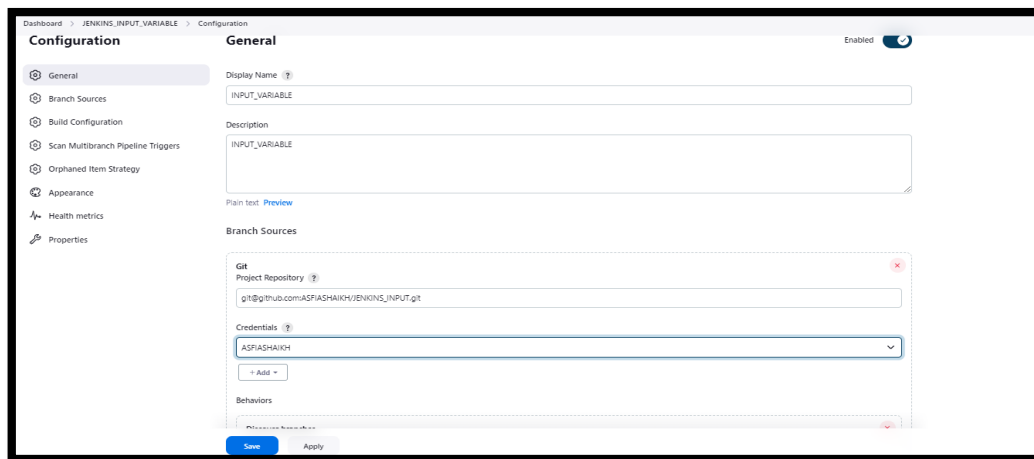 Dashboard > JENKINS_INPUT_VARIABLE > Configuration
Configuration
General
Branch Sources
Build Configuration
Scan Multibranch Pipeline Triggers
Orphaned Item Strategy
Appearance
Health metrics
Properties
General
Enabled
Display Name ?
INPUT_VARIABLE
Description
INPUT_VARIABLE
Plain text Preview
Branch Sources
Git
Project Repository ?
git@github.com:ASFIASHAIKH/JENKINS_INPUT.git
Credentials ?
ASFIASHAIKH
+ Add
Behaviors
Discover branches
Save Apply